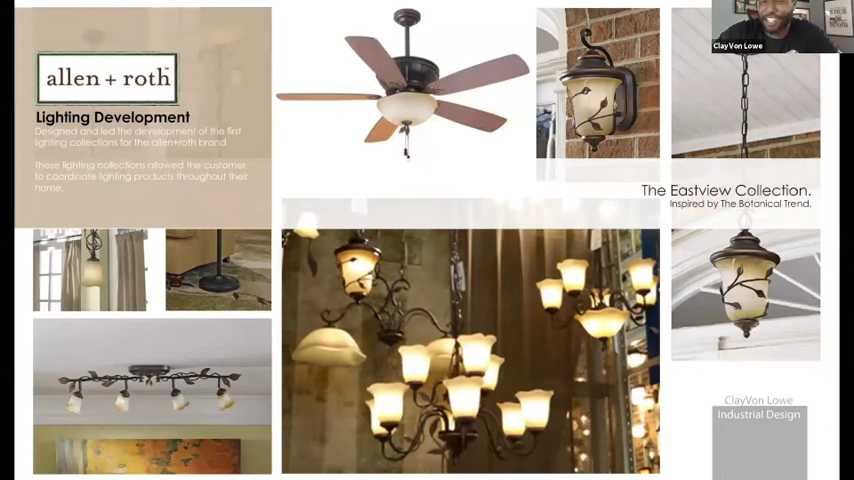 ClayVon Lowe
allen + roth™
Lighting Development
Designed and led the development of the first
lighting collections for the allen+roth brand.
These lighting collections allowed the customer
to coordinate lighting products throughout their
home.
The Eastview Collection.
Inspired by The Botanical Trend.
ClayVon Lowe
Industrial Design